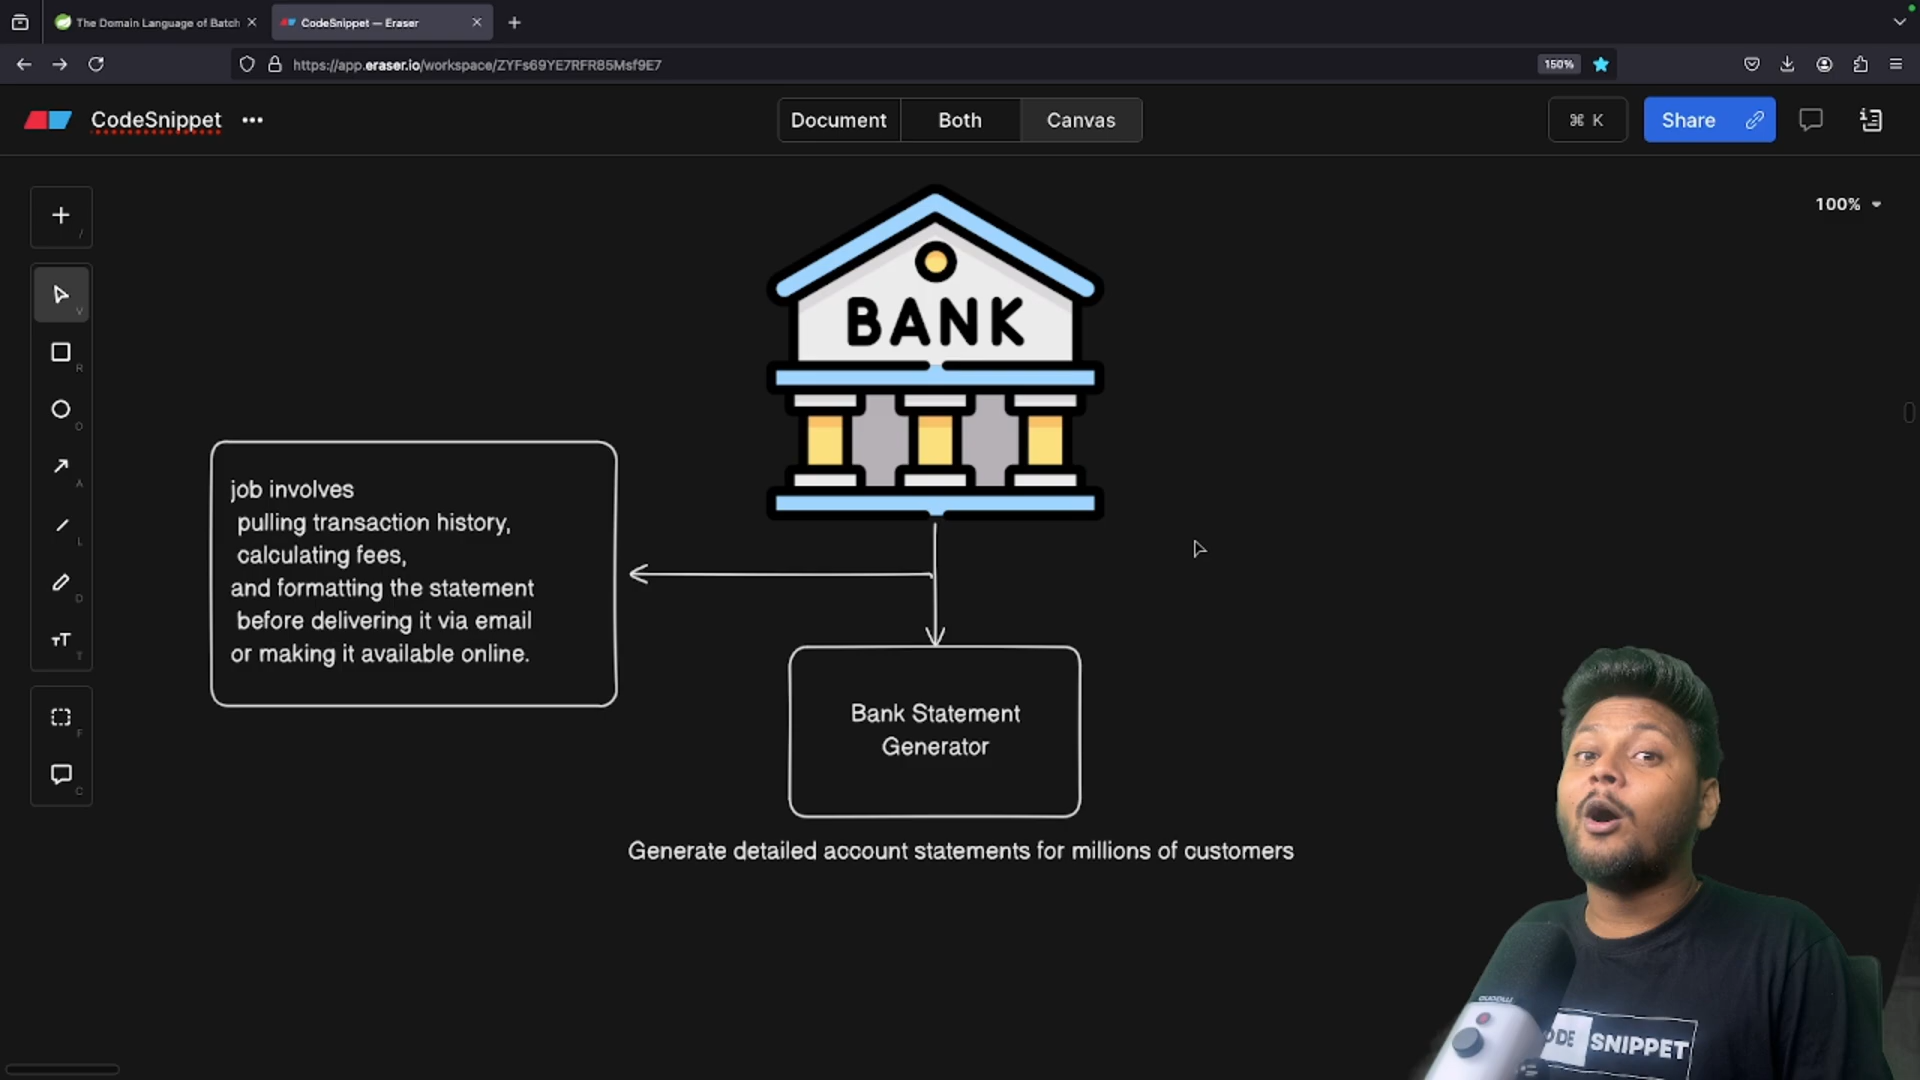 The Domain Language of Batch
CodeSnippet — Eraser
https://app.eraser.io/workspace/ZYFs69YE7RFR85Msf9E7
150%
CodeSnippet
Document
Both
Canvas
⌘ K
Share
100%
/
V
R
O
A
L
D
T
F
C
BANK
job involves
pulling transaction history,
calculating fees,
and formatting the statement
before delivering it via email
or making it available online.
Bank Statement
Generator
Generate detailed account statements for millions of customers
maono
ODE SNIPPET